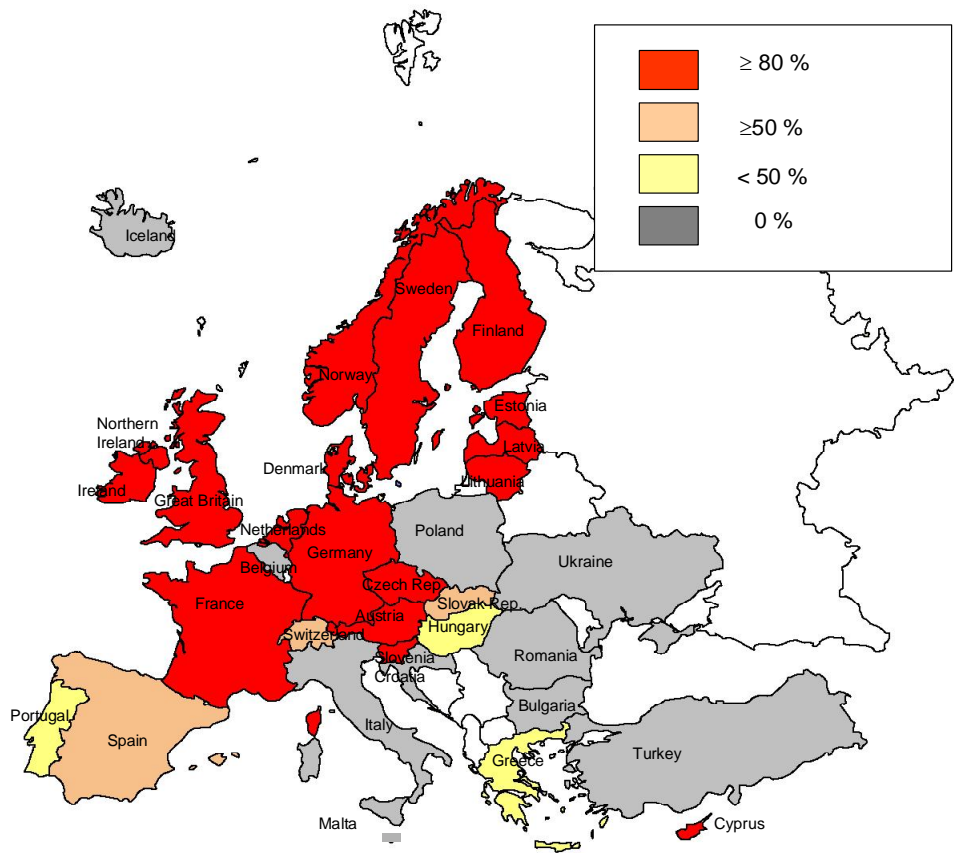 ≥ 80 %
≥50 %
< 50 %
0 %
Iceland
Sweden
Finland
Norway
Estonia
Northern
Ireland
Latvia
Denmark
Lithuania
Ireland
Great Britain
Netherlands
Poland
Germany
Ukraine
Belgium
Czech Rep
France
Slovak Rep
Austria
Hungary
Switzerland
Slovenia
Romania
Croatia
Bulgaria
Portugal
Italy
Spain
Greece
Turkey
Malta
Cyprus